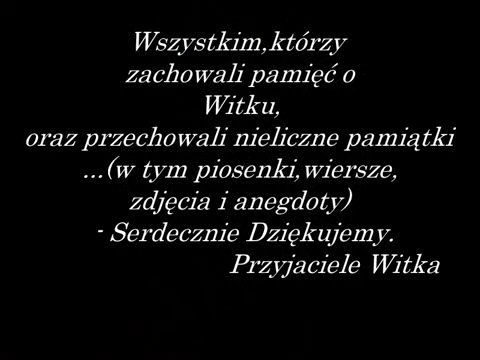 Wszystkim,którzy
zachowali pamięć o
Witku,
oraz przechowali nieliczne pamiątki
...(w tym piosenki,wiersze,
zdjęcia i anegdoty)
- Serdecznie Dziękujemy.
Przyjaciele Witka